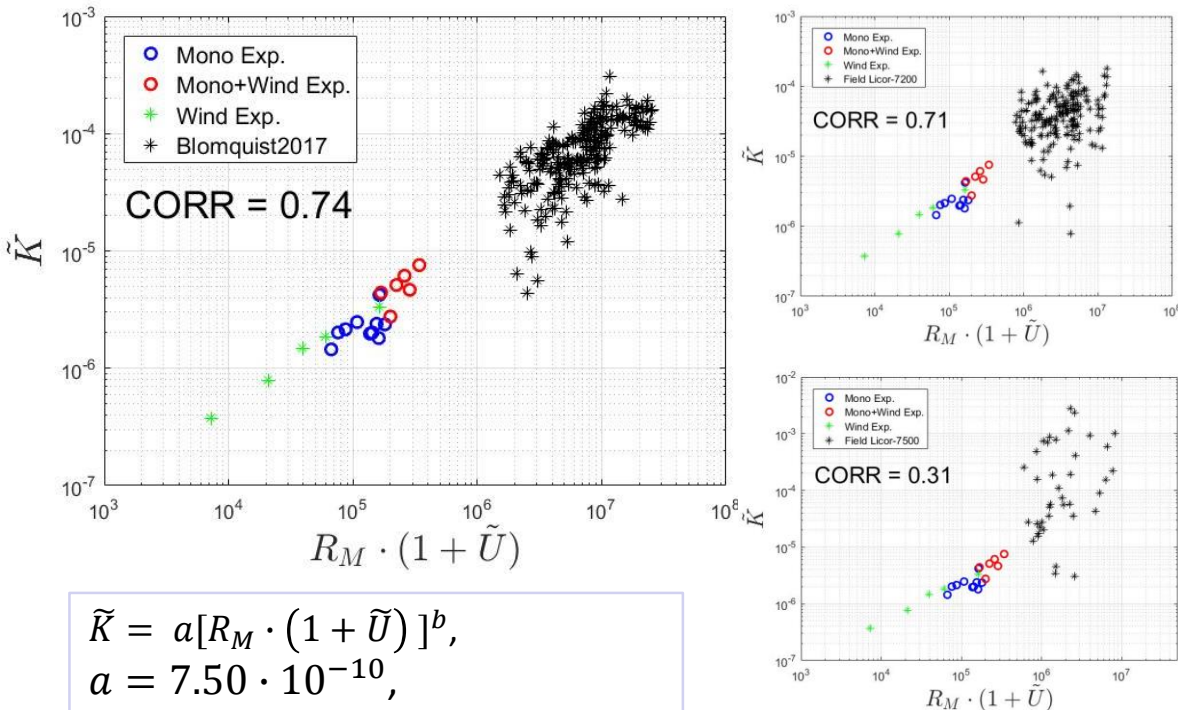 10^-3
10^-4
10^-5
10^-6
10^-7
K̃
Mono Exp.
Mono+Wind Exp.
Wind Exp.
Blomquist2017
CORR = 0.74
10^3 10^4 10^5 10^6 10^7 10^8
R_M · (1 + Ũ)
K̃ = a[R_M · (1 + Ũ) ]^b,
a = 7.50 · 10^−10,
10^-3
10^-4
10^-5
10^-6
10^-7
K̃
Mono Exp.
Mono+Wind Exp.
Wind Exp.
Field Licor-7200
CORR = 0.71
10^3 10^4 10^5 10^6 10^7 10^8
R_M · (1 + Ũ)
10^-2
10^-3
10^-4
10^-5
10^-6
10^-7
K̃
Mono Exp.
Mono+Wind Exp.
Wind Exp.
Field Licor-7500
CORR = 0.31
10^3 10^4 10^5 10^6 10^7
R_M · (1 + Ũ)